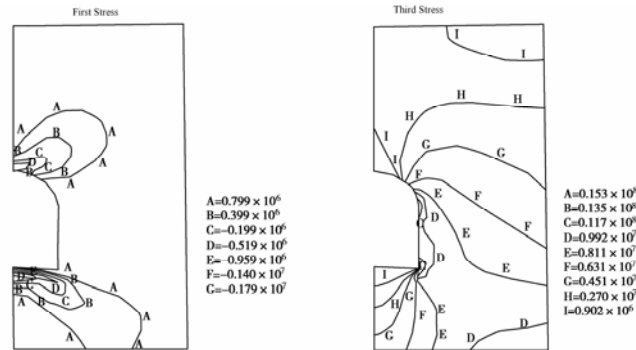 First Stress
Third Stress
A=0.799 × 10⁶
B=0.399 × 10⁶
C=-0.199 × 10⁶
D=-0.519 × 10⁶
E=-0.959 × 10⁶
F=-0.140 × 10⁷
G=-0.179 × 10⁷
A=0.153 × 10⁸
B=0.135 × 10⁸
C=0.117 × 10⁸
D=0.992 × 10⁷
E=0.811 × 10⁷
F=0.631 × 10⁷
G=0.451 × 10⁷
H=0.270 × 10⁷
I=0.902 × 10⁶
A
A
A
B
B
B
C
D
C
B
B
A
A
E
B
D
C
B
A
A
A
I
I
H
H
H
I
I
G
G
F
F
F
E
E
E
D
D
I
H
G
G
F
F
E
E
D
D